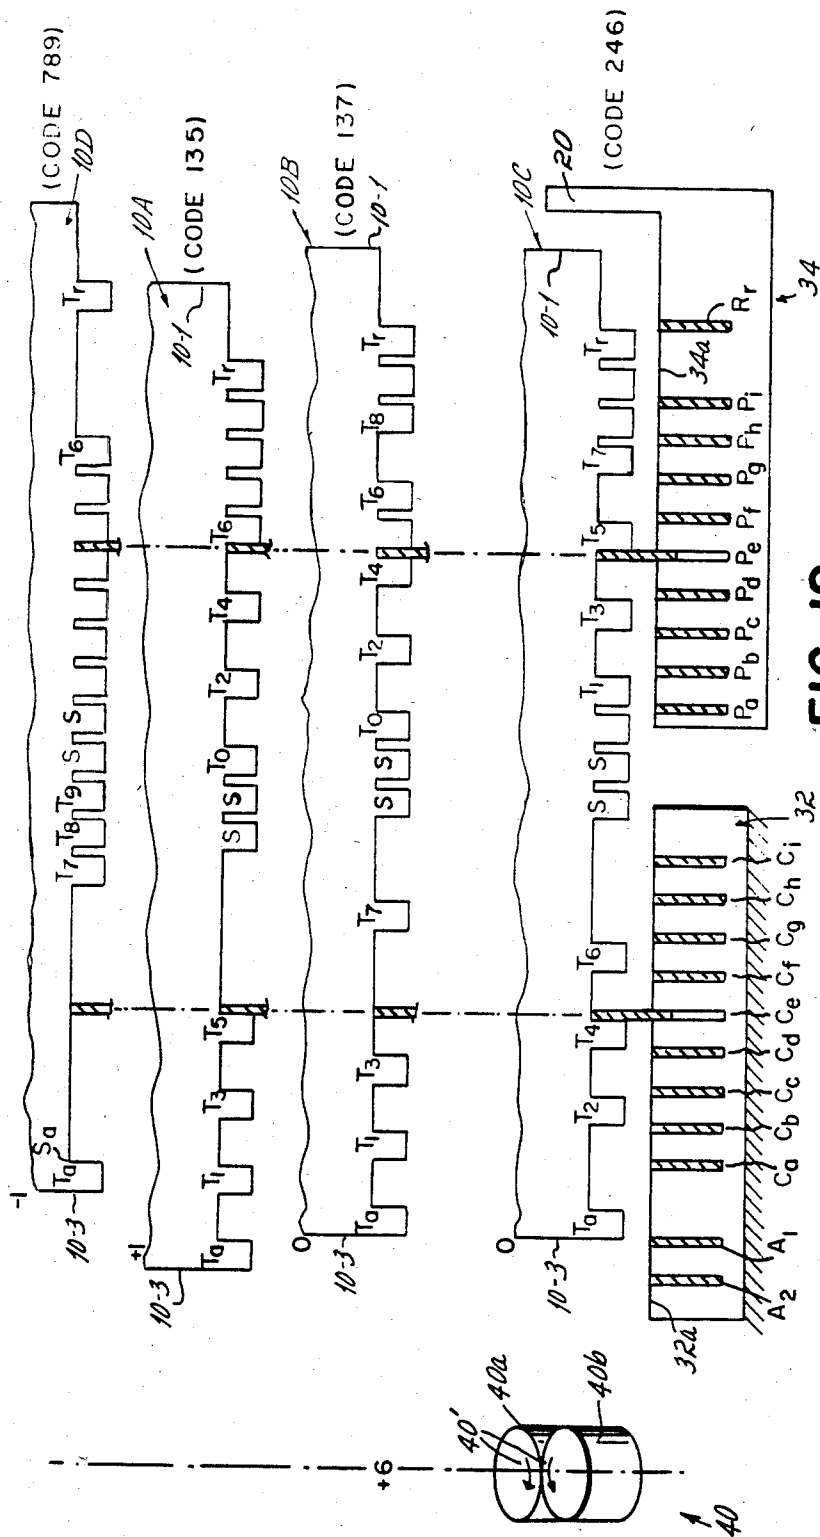 (CODE 789)
10D
-1
10-3
Ta Sa T7 T8 T9 S S T6 Tr
10A
(CODE 135)
10-1
+1
10-3
Ta T1 T3 T5 S S T0 T2 T4 T6 Tr
10B
(CODE 137)
10-1
0
10-3
Ta T1 T3 T7 S S T0 T2 T4 T6 T8 Tr
+6
10C
(CODE 246)
10-1
20
0
10-3
Ta T2 T4 T6 S S T1 T3 T5 T7 Tr
40'
40a
40b
40
32a
34a
A2 A1 Ca Cb Cc Cd Ce Cf Cg Ch Ci
32
Pa Pb Pc Pd Pe Pf Pg Ph Pi Rr
34